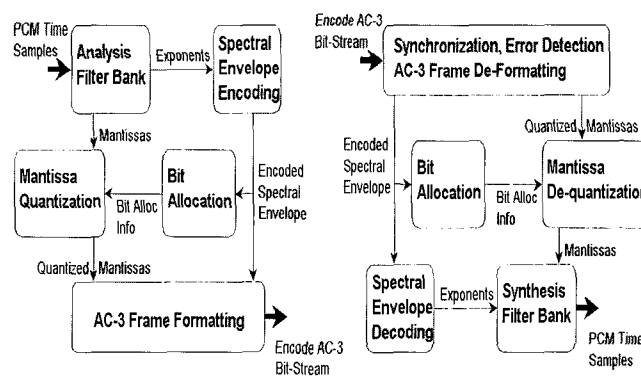 PCM Time
Samples
Analysis
Filter Bank
Exponents
Spectral
Envelope
Encoding
Mantissas
Mantissa
Quantization
Bit Alloc
Info
Bit
Allocation
Encoded
Spectral
Envelope
Quantized Mantissas
AC-3 Frame Formatting
Encode AC-3
Bit-Stream
Encode AC-3
Bit-Stream
Synchronization, Error Detection
AC-3 Frame De-Formatting
Quantized Mantissas
Encoded
Spectral
Envelope
Bit
Allocation
Bit Alloc
Info
Mantissa
De-quantization
Mantissas
Spectral
Envelope
Decoding
Exponents
Synthesis
Filter Bank
PCM Time
Samples